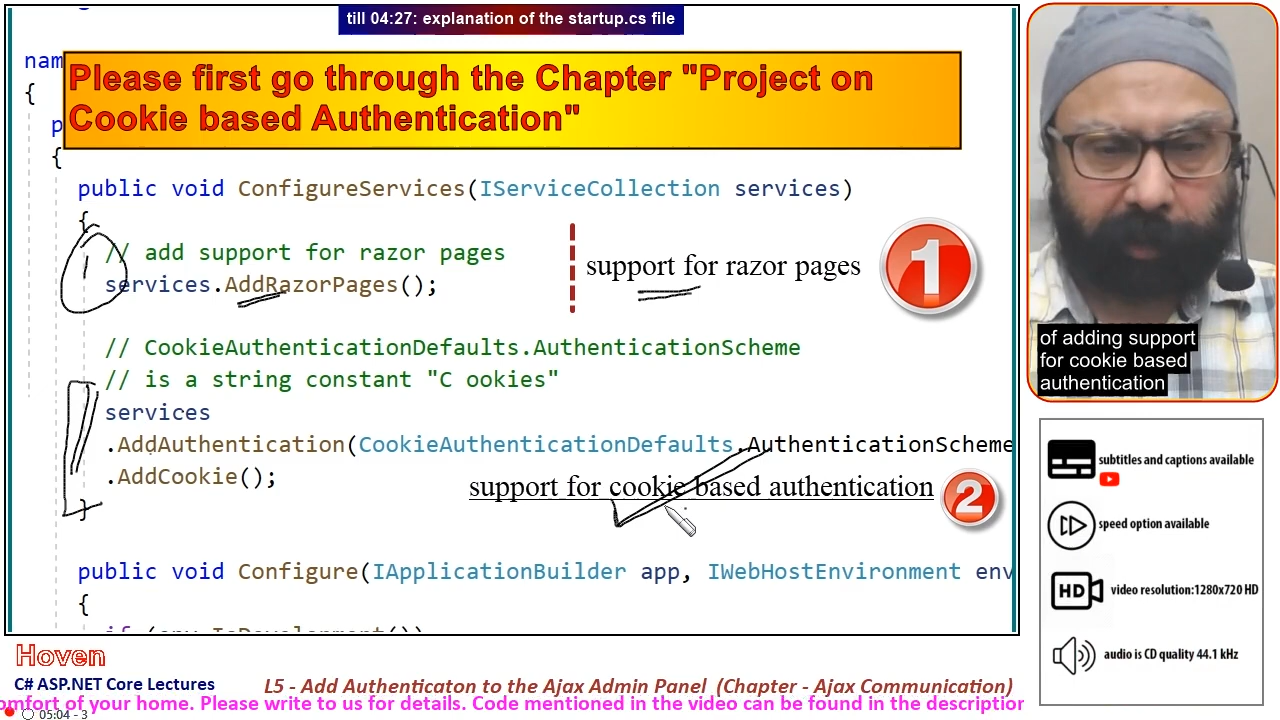 till 04:27: explanation of the startup.cs file
nam
{
Please first go through the Chapter "Project on
Cookie based Authentication"
p
{
public void ConfigureServices(IServiceCollection services)
{
// add support for razor pages
services.AddRazorPages();
support for razor pages
1
// CookieAuthenticationDefaults.AuthenticationScheme
// is a string constant "C ookies"
services
.AddAuthentication(CookieAuthenticationDefaults.AuthenticationScheme
.AddCookie();
support for cookie based authentication
2
}
public void Configure(IApplicationBuilder app, IWebHostEnvironment env
{
if (env.IsDevelopment())
of adding support
for cookie based
authentication
subtitles and captions available
speed option available
HD
video resolution:1280x720 HD
audio is CD quality 44.1 kHz
Hoven
C# ASP.NET Core Lectures
L5 - Add Authenticaton to the Ajax Admin Panel (Chapter - Ajax Communication)
omfort of your home. Please write to us for details. Code mentioned in the video can be found in the description
05:04 - 3